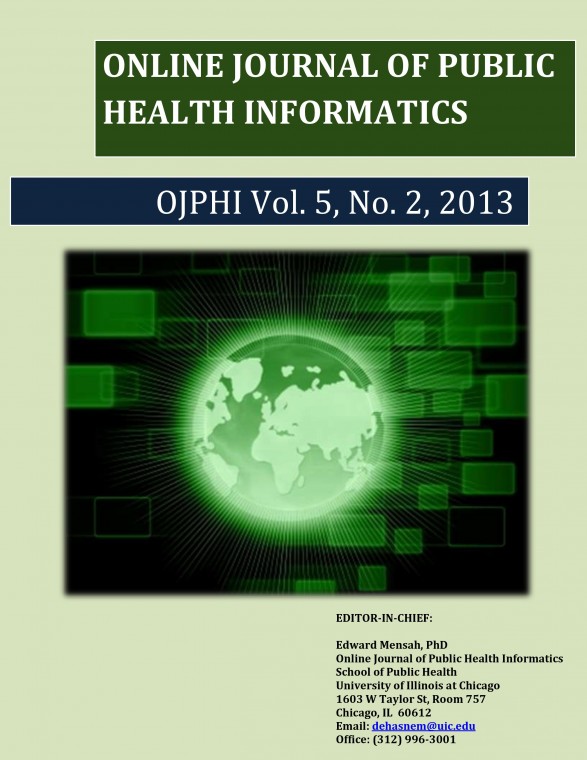 ONLINE JOURNAL OF PUBLIC
HEALTH INFORMATICS
OJPHI Vol. 5, No. 2, 2013
EDITOR-IN-CHIEF:
Edward Mensah, PhD
Online Journal of Public Health Informatics
School of Public Health
University of Illinois at Chicago
1603 W Taylor St, Room 757
Chicago, IL 60612
Email: dehasnem@uic.edu
Office: (312) 996-3001